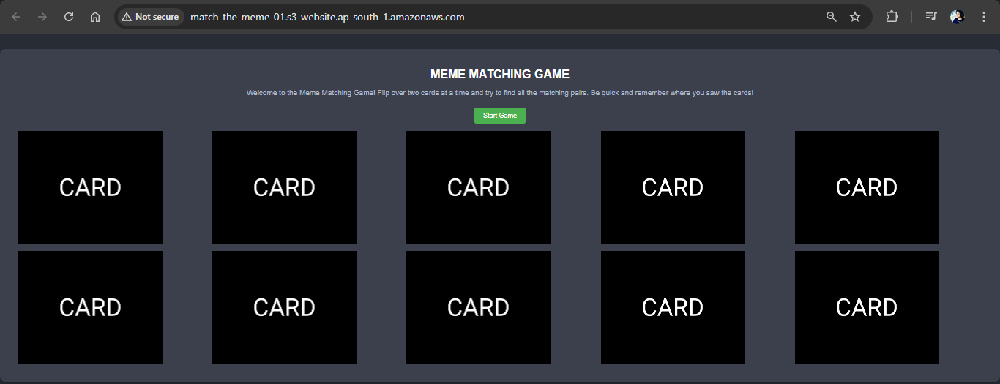 Not secure match-the-meme-01.s3-website.ap-south-1.amazonaws.com
MEME MATCHING GAME
Welcome to the Meme Matching Game! Flip over two cards at a time and try to find all the matching pairs. Be quick and remember where you saw the cards!
Start Game
CARD CARD CARD CARD CARD
CARD CARD CARD CARD CARD